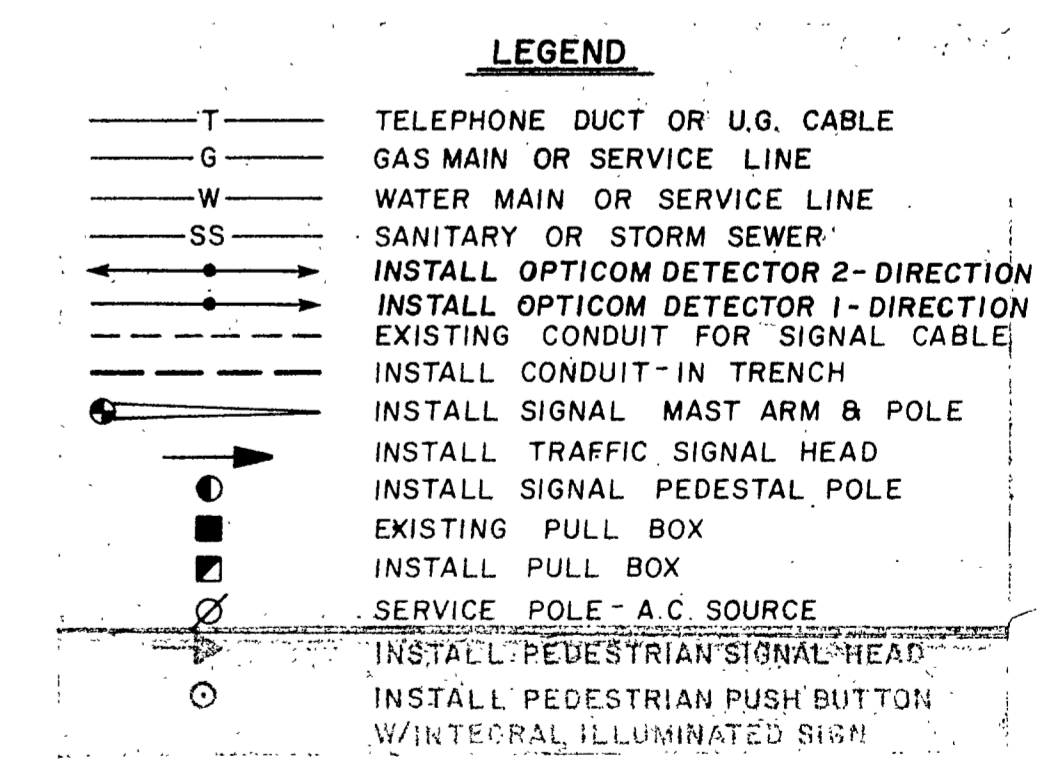 LEGEND
T TELEPHONE DUCT OR U.G. CABLE
G GAS MAIN OR SERVICE LINE
W WATER MAIN OR SERVICE LINE
SS SANITARY OR STORM SEWER
INSTALL OPTICOM DETECTOR 2-DIRECTION
INSTALL OPTICOM DETECTOR 1-DIRECTION
EXISTING CONDUIT FOR SIGNAL CABLE
INSTALL CONDUIT-IN TRENCH
INSTALL SIGNAL MAST ARM & POLE
INSTALL TRAFFIC SIGNAL HEAD
INSTALL SIGNAL PEDESTAL POLE
EXISTING PULL BOX
INSTALL PULL BOX
SERVICE POLE - A.C. SOURCE
INSTALL PEDESTRIAN SIGNAL HEAD
INSTALL PEDESTRIAN PUSH BUTTON
W/INTEGRAL ILLUMINATED SIGN